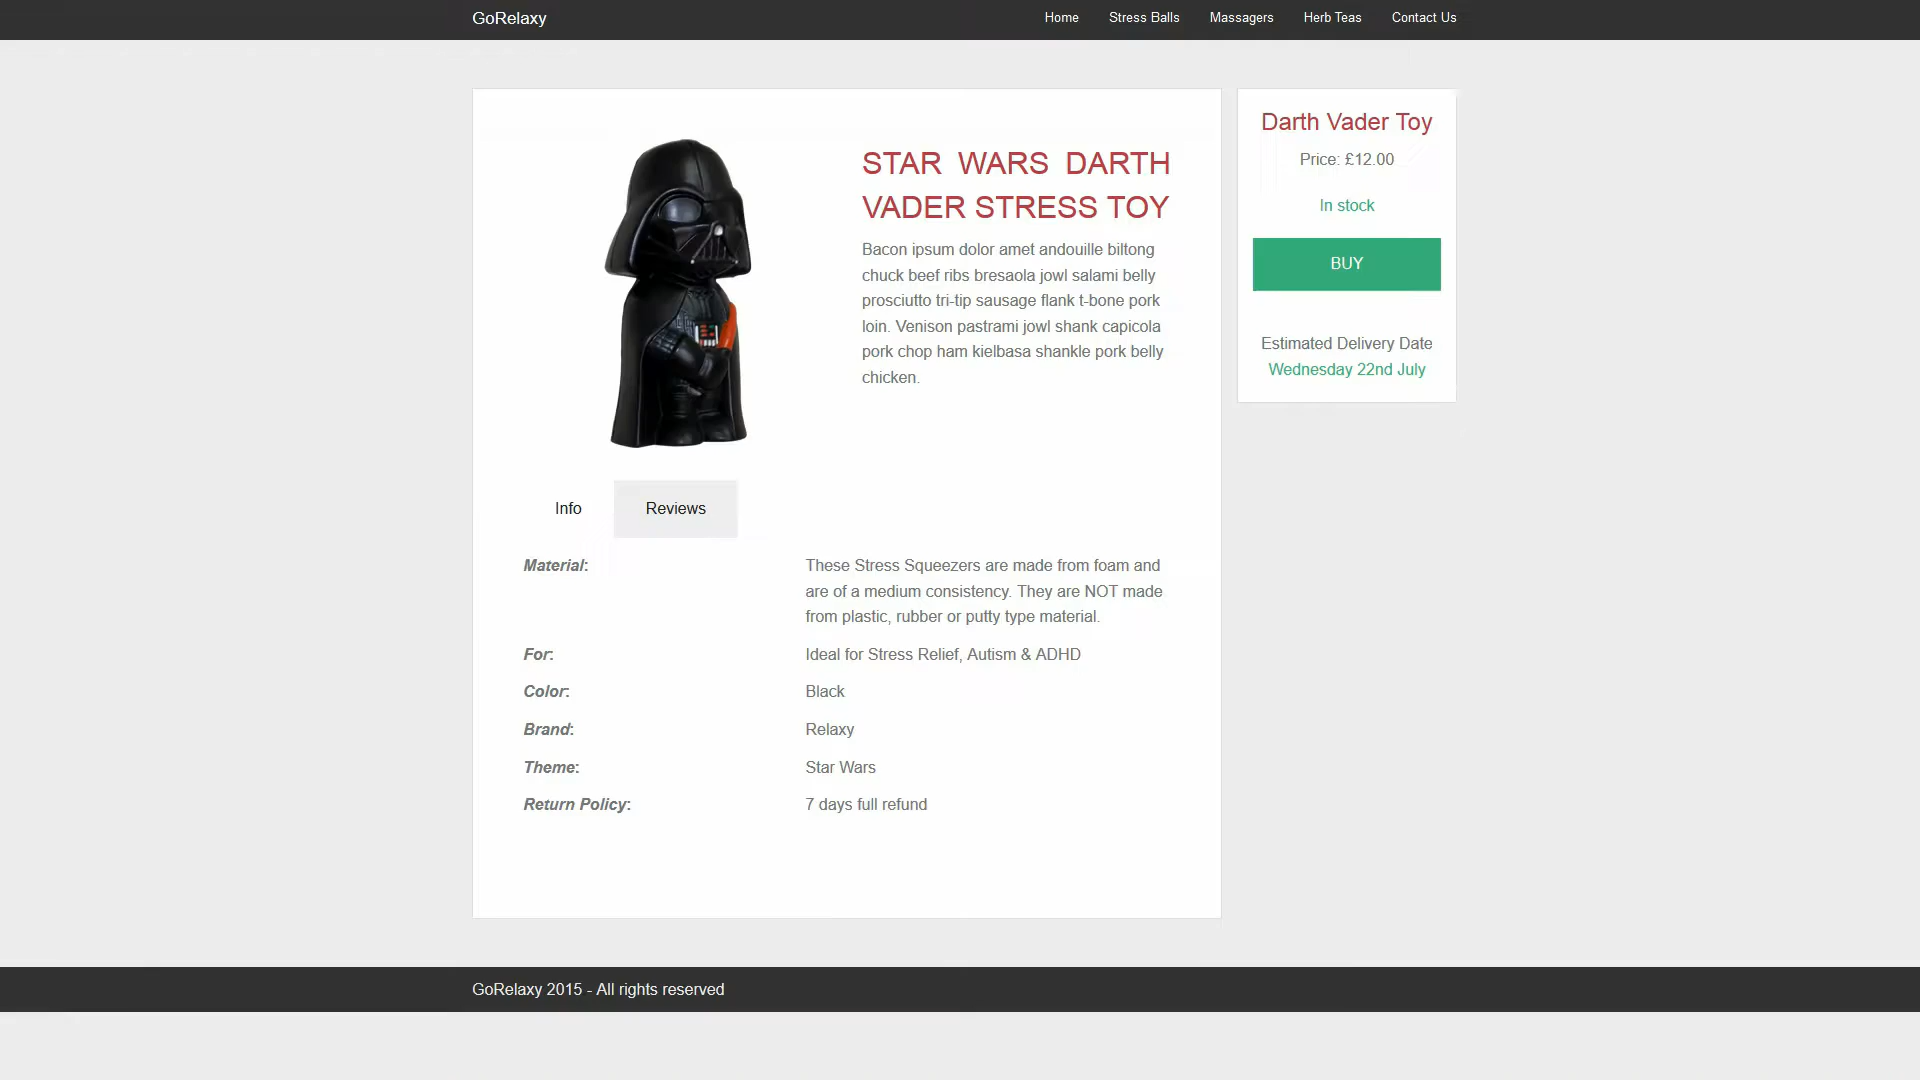 GoRelaxy
Home Stress Balls Massagers Herb Teas Contact Us
STAR WARS DARTH
VADER STRESS TOY
Bacon ipsum dolor amet andouille biltong
chuck beef ribs bresaola jowl salami belly
prosciutto tri-tip sausage flank t-bone pork
loin. Venison pastrami jowl shank capicola
pork chop ham kielbasa shankle pork belly
chicken.
Darth Vader Toy
Price: £12.00
In stock
BUY
Estimated Delivery Date
Wednesday 22nd July
Info Reviews
Material: These Stress Squeezers are made from foam and
are of a medium consistency. They are NOT made
from plastic, rubber or putty type material.
For: Ideal for Stress Relief, Autism & ADHD
Color: Black
Brand: Relaxy
Theme: Star Wars
Return Policy: 7 days full refund
GoRelaxy 2015 - All rights reserved